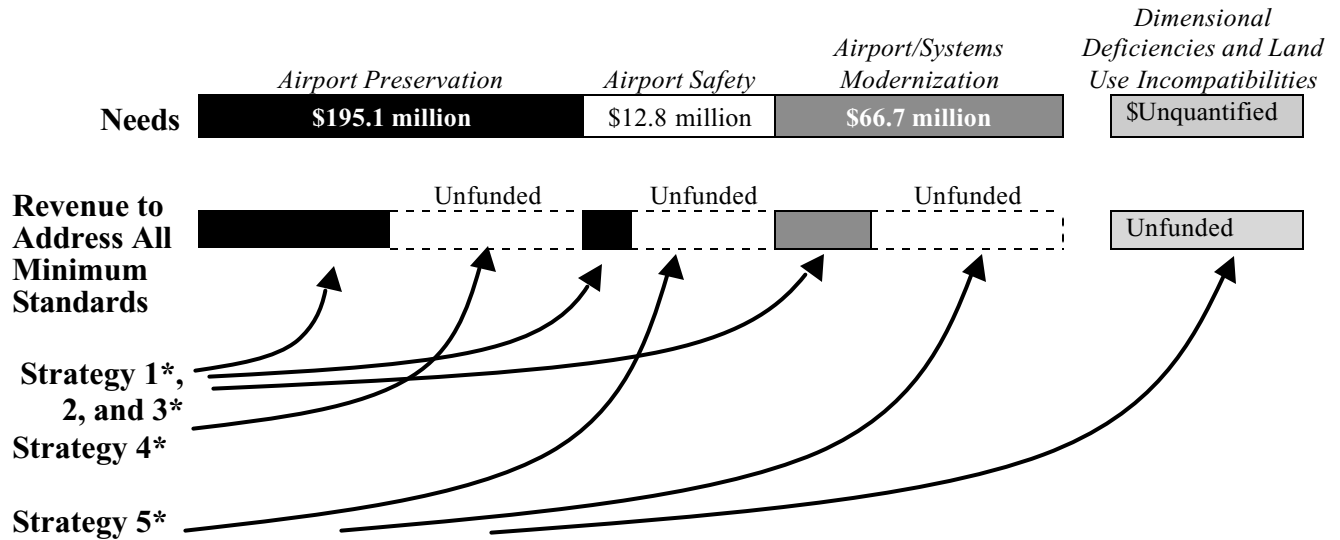 Dimensional
Deficiencies and Land
Use Incompatibilities
Airport/Systems
Modernization
Airport Preservation
Airport Safety
Needs
$195.1 million
$12.8 million
$66.7 million
$Unquantified
Revenue to
Address All
Minimum
Standards
Unfunded
Unfunded
Unfunded
Unfunded
Strategy 1*,
2, and 3*
Strategy 4*
Strategy 5*